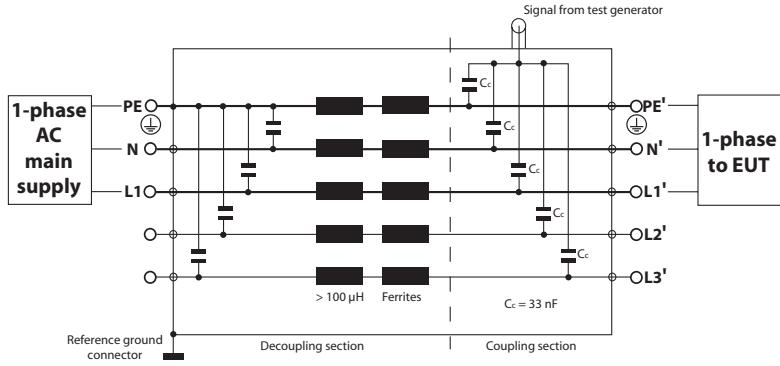 Signal from test generator
Cc
PE
PE'
1-phase
AC
main
supply
Cc
1-phase
to EUT
N
N'
Cc
L1
L1'
Cc
L2'
Cc
L3'
> 100 µH
Ferrites
Cc = 33 nF
Reference ground
connector
Decoupling section
Coupling section